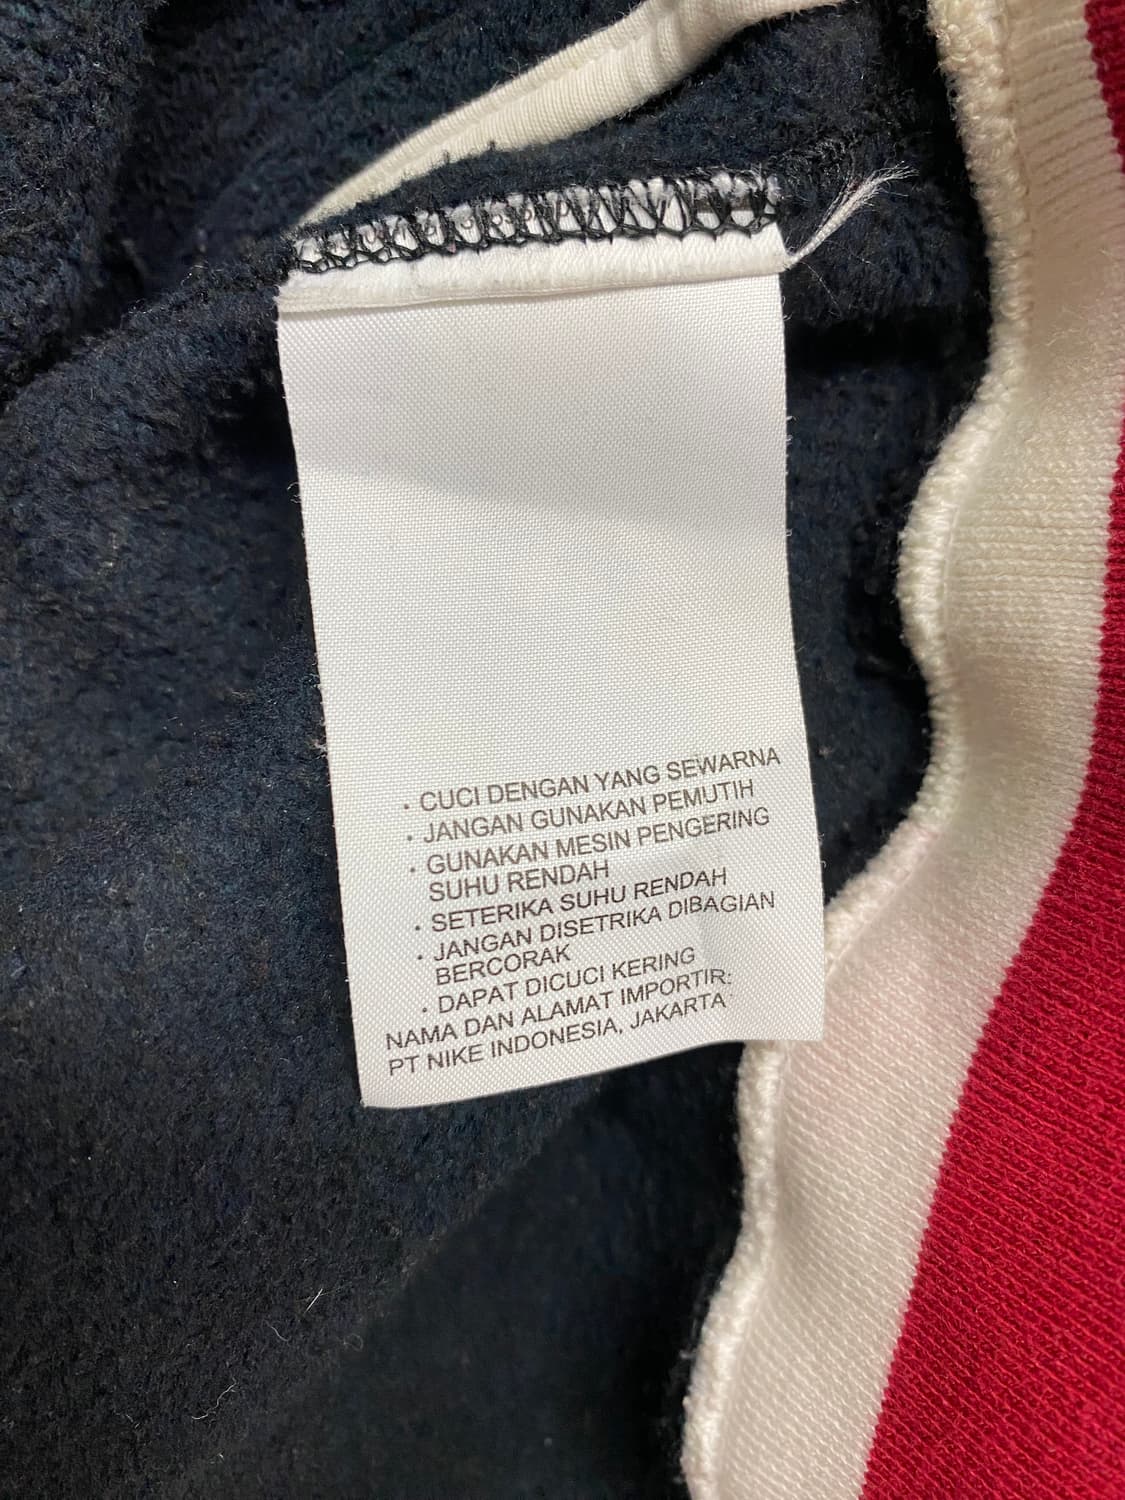 · CUCI DENGAN YANG SEWARNA
· JANGAN GUNAKAN PEMUTIH
· GUNAKAN MESIN PENGERING
SUHU RENDAH
· SETERIKA SUHU RENDAH
· JANGAN DISETRIKA DIBAGIAN
BERCORAK
· DAPAT DICUCI KERING
NAMA DAN ALAMAT IMPORTIR:
PT NIKE INDONESIA, JAKARTA